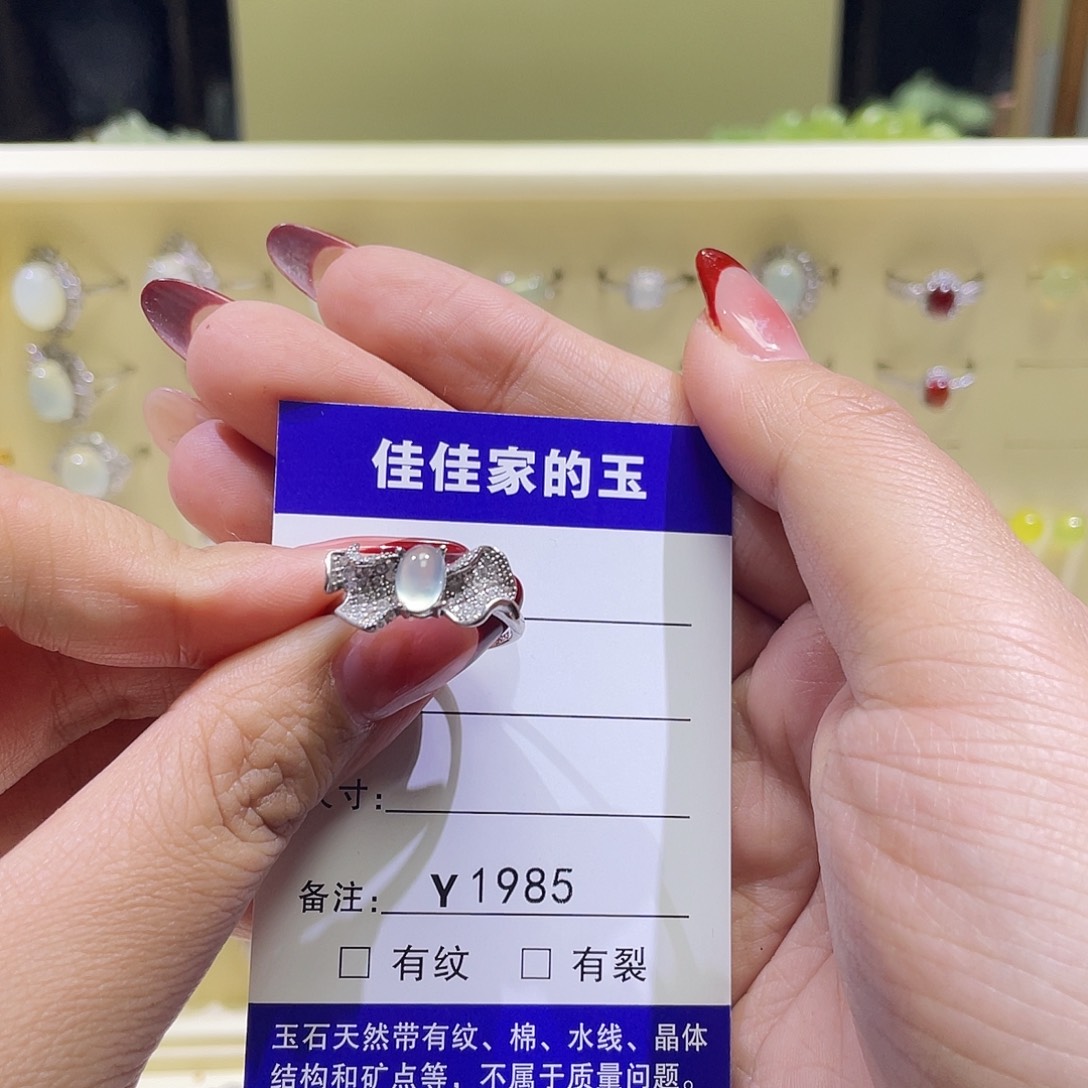 佳佳家的玉
寸:
备注: Y1985
□ 有纹 □ 有裂
玉石天然带有纹、棉、水线、晶体
结构和矿点等，不属于质量问题。